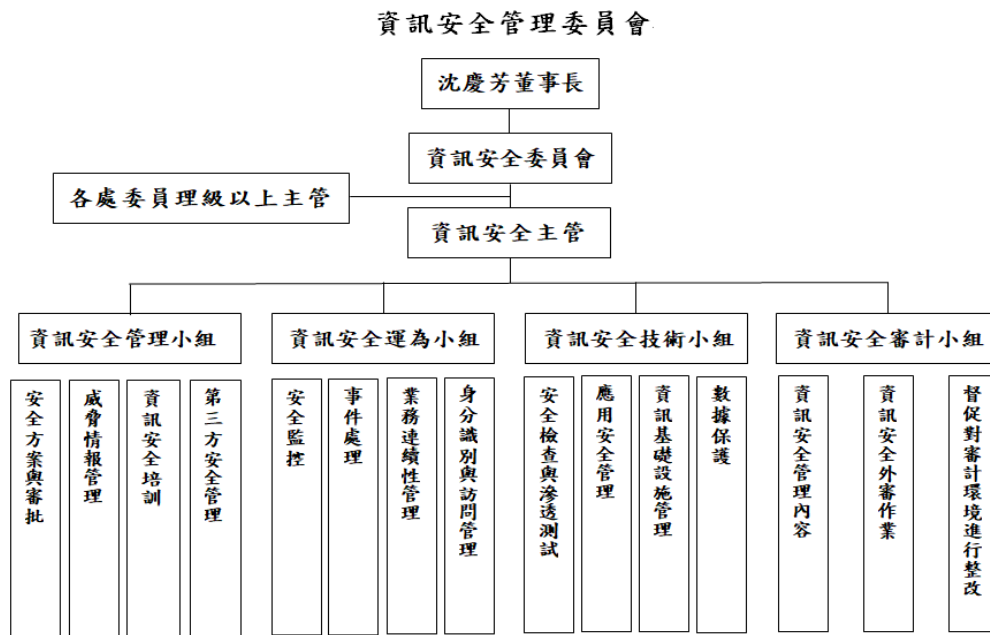 資訊安全管理委員會
沈慶芳董事長
資訊安全委員會
各處委員理級以上主管
資訊安全主管
資訊安全管理小組
資訊安全運為小組
資訊安全技術小組
資訊安全審計小組
安全方案與審批
威脅情報管理
資訊安全培訓
第三方安全管理
安全監控
事件處理
業務連續性管理
身分識別與訪問管理
安全檢查與滲透測試
應用安全管理
資訊基礎設施管理
數據保護
資訊安全管理內容
資訊安全外審作業
督促對審計環境進行整改